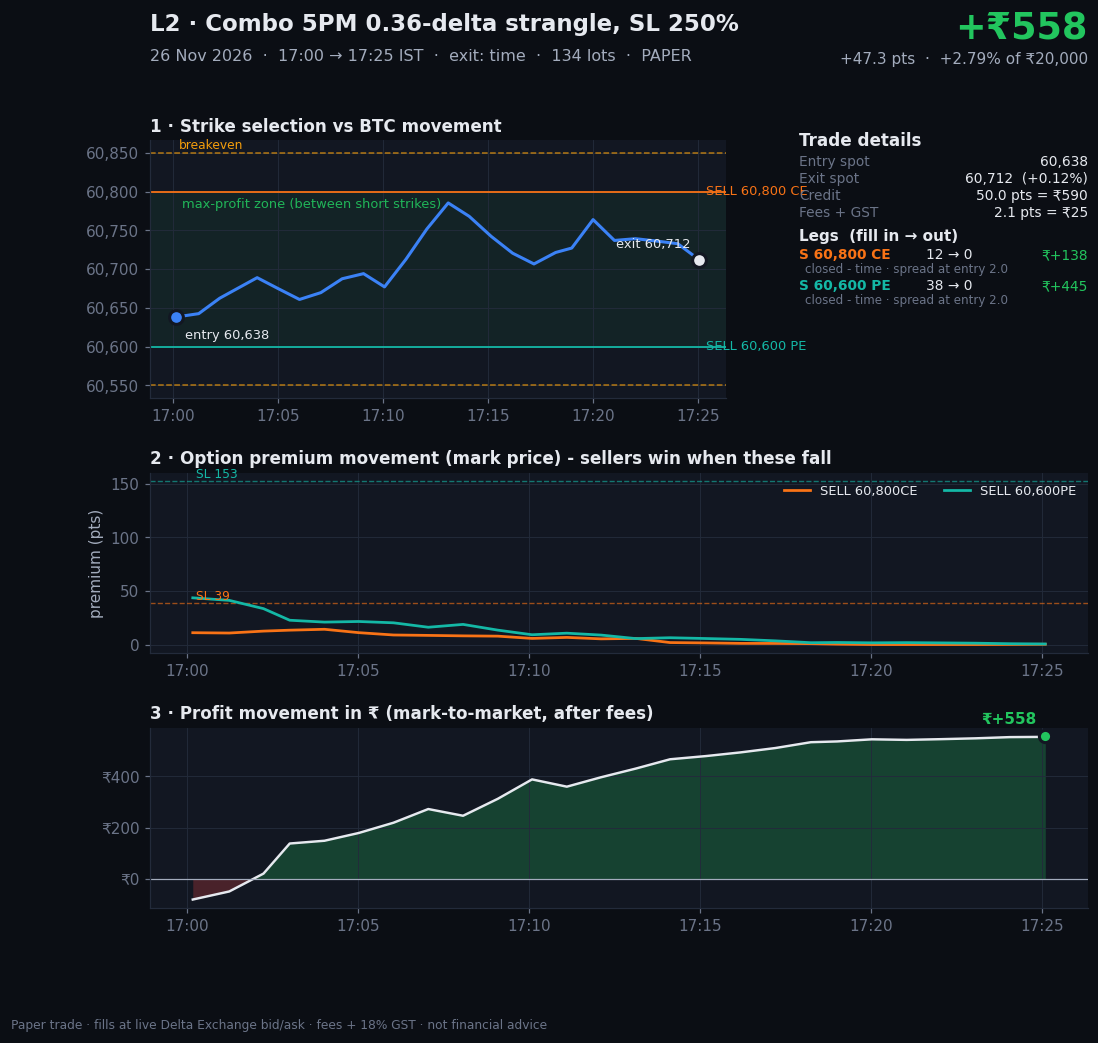 L2 · Combo 5PM 0.36-delta strangle, SL 250%
+₹558
26 Nov 2026 · 17:00 → 17:25 IST · exit: time · 134 lots · PAPER
+47.3 pts · +2.79% of ₹20,000
1 · Strike selection vs BTC movement
60,850
60,800
60,750
60,700
60,650
60,600
60,550
breakeven
SELL 60,800 CE
max-profit zone (between short strikes)
exit 60,712
entry 60,638
SELL 60,600 PE
17:00 17:05 17:10 17:15 17:20 17:25
Trade details
Entry spot 60,638
Exit spot 60,712 (+0.12%)
Credit 50.0 pts = ₹590
Fees + GST 2.1 pts = ₹25
Legs (fill in → out)
S 60,800 CE 12 → 0 ₹+138
closed - time · spread at entry 2.0
S 60,600 PE 38 → 0 ₹+445
closed - time · spread at entry 2.0
2 · Option premium movement (mark price) - sellers win when these fall
premium (pts)
150
100
50
0
SL 153
SELL 60,800CE SELL 60,600PE
SL 39
17:00 17:05 17:10 17:15 17:20 17:25
3 · Profit movement in ₹ (mark-to-market, after fees)
₹+558
₹400
₹200
₹0
17:00 17:05 17:10 17:15 17:20 17:25
Paper trade · fills at live Delta Exchange bid/ask · fees + 18% GST · not financial advice